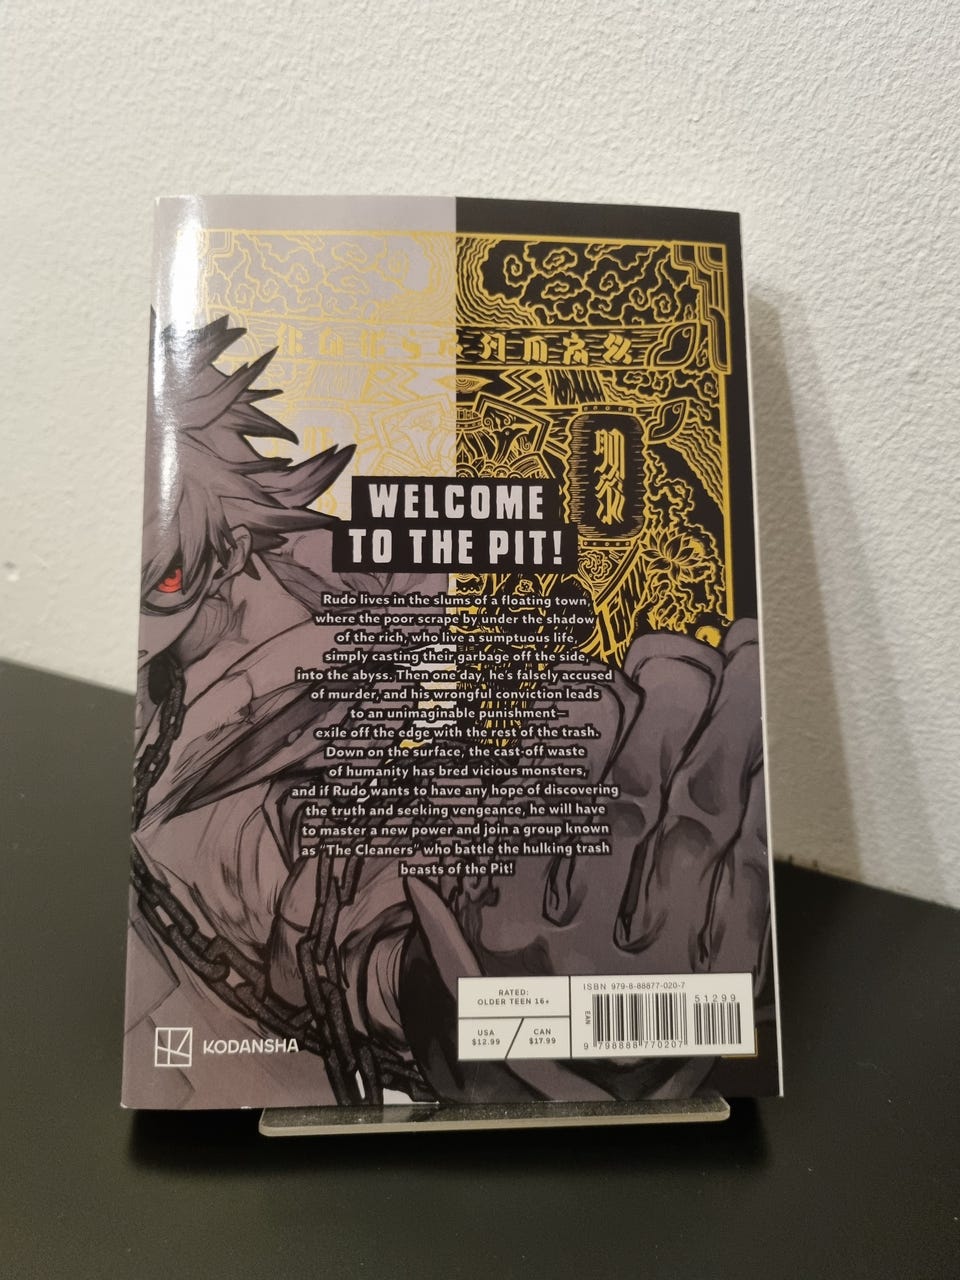 WELCOME
TO THE PIT!
Rudo lives in the slums of a floating town,
where the poor scrape by under the shadow
of the rich, who live a sumptuous life,
simply casting their garbage off the side,
into the abyss. Then one day, he's falsely accused
of murder, and his wrongful conviction leads
to an unimaginable punishment—
exile off the edge with the rest of the trash.
Down on the surface, the cast-off waste
of humanity has bred vicious monsters,
and if Rudo wants to have any hope of discovering
the truth and seeking vengeance, he will have
to master a new power and join a group known
as "The Cleaners" who battle the hulking trash
beasts of the Pit!
KODANSHA
RATED:
OLDER TEEN 16+
USA
$12.99
CAN
$17.99
ISBN 979-8-88877-020-7
51299
EAN
9 798888 770207